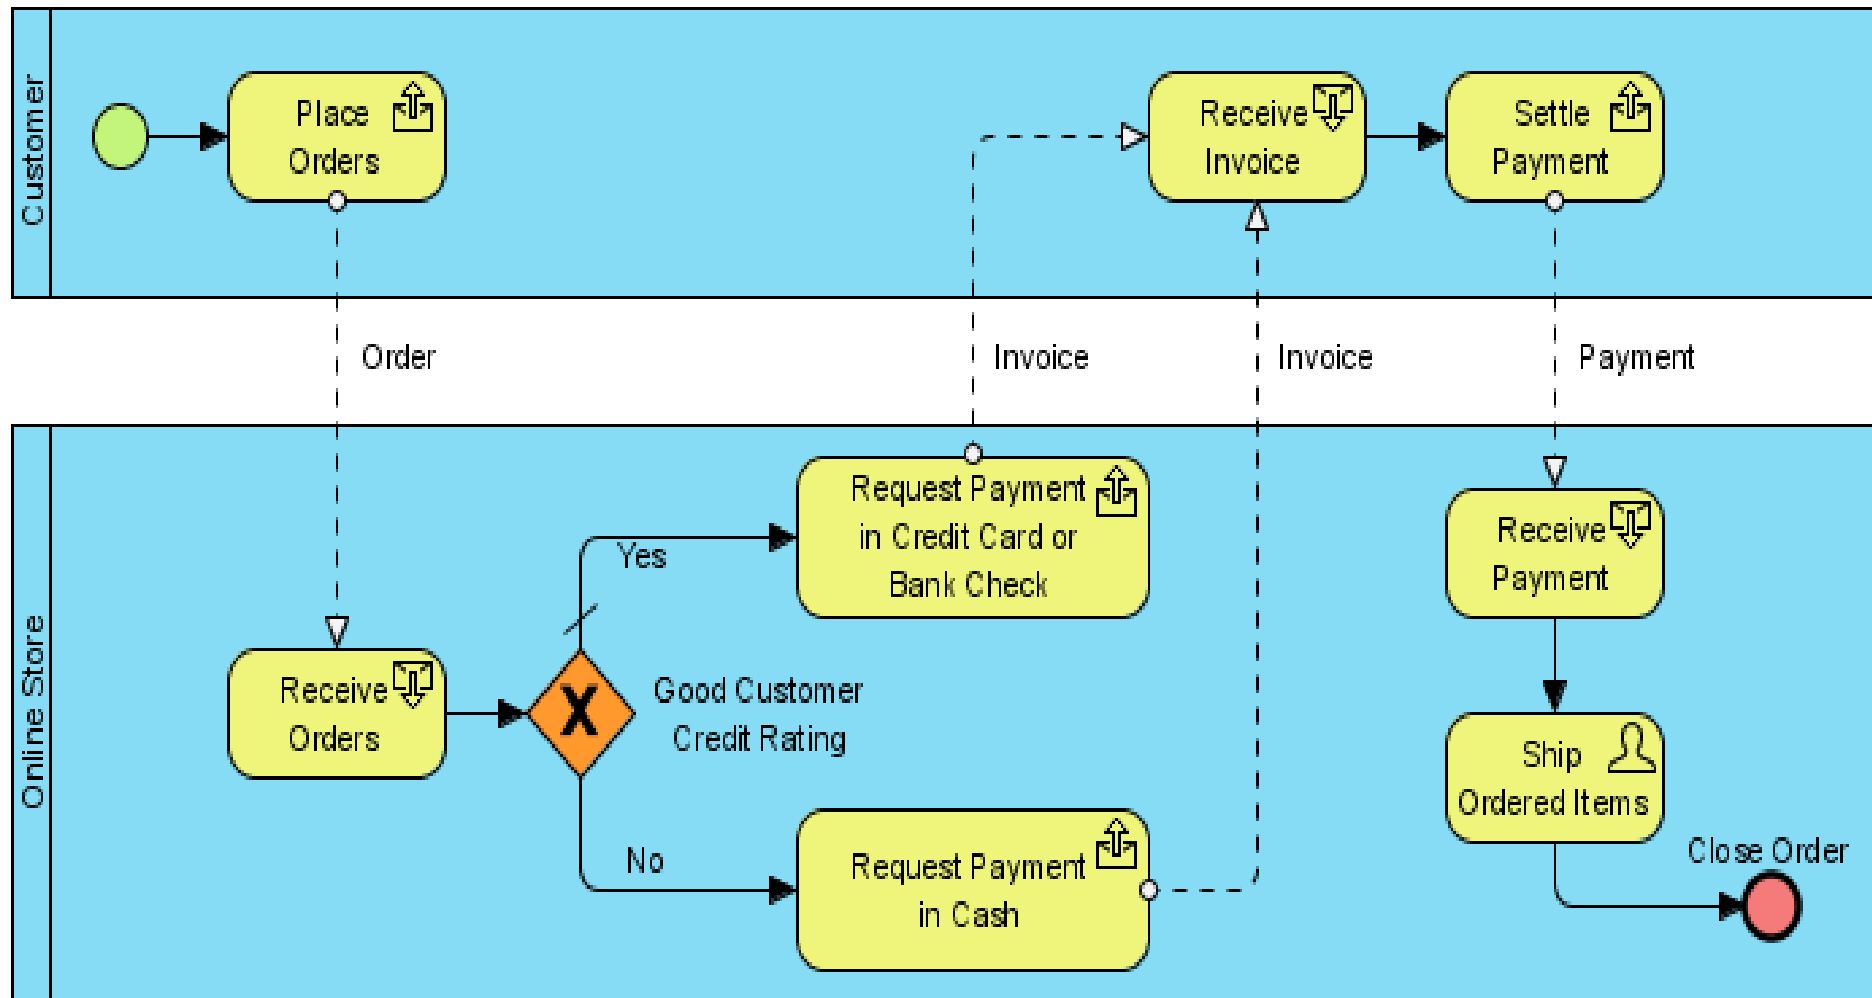 Customer
Place
Orders
Receive
Invoice
Settle
Payment
Order
Invoice
Invoice
Payment
Online Store
Request Payment
in Credit Card or
Bank Check
Yes
Receive
Payment
Receive
Orders
X
Good Customer
Credit Rating
Ship
Ordered Items
No
Request Payment
in Cash
Close Order